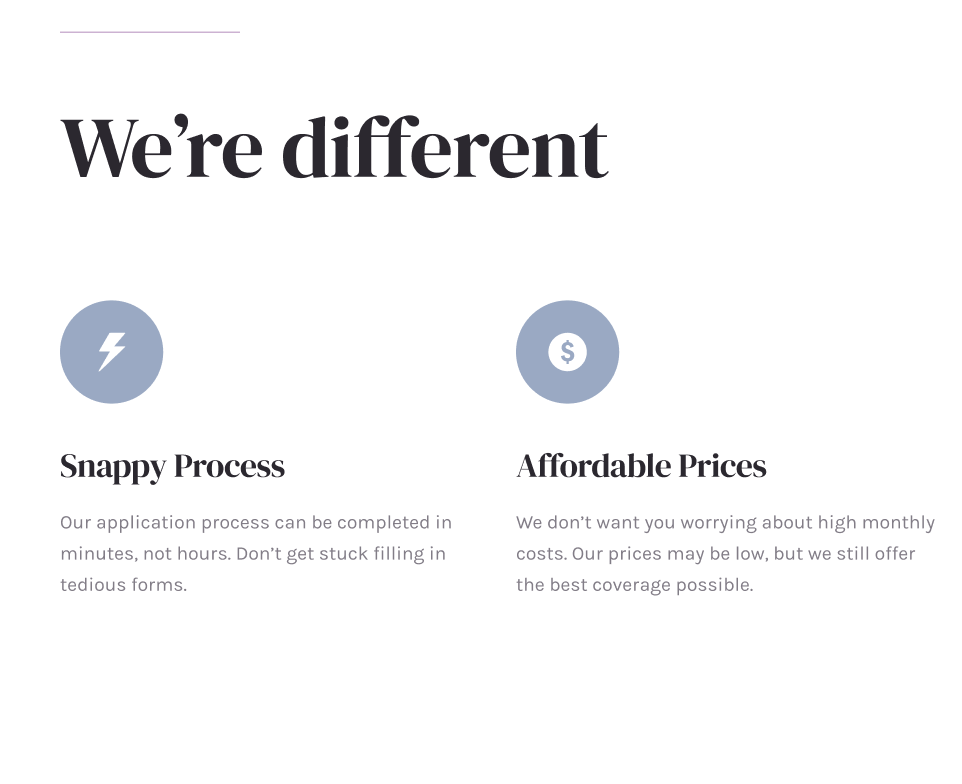 We’re different
Snappy Process
Our application process can be completed in
minutes, not hours. Don’t get stuck filling in
tedious forms.
$
Affordable Prices
We don’t want you worrying about high monthly
costs. Our prices may be low, but we still offer
the best coverage possible.